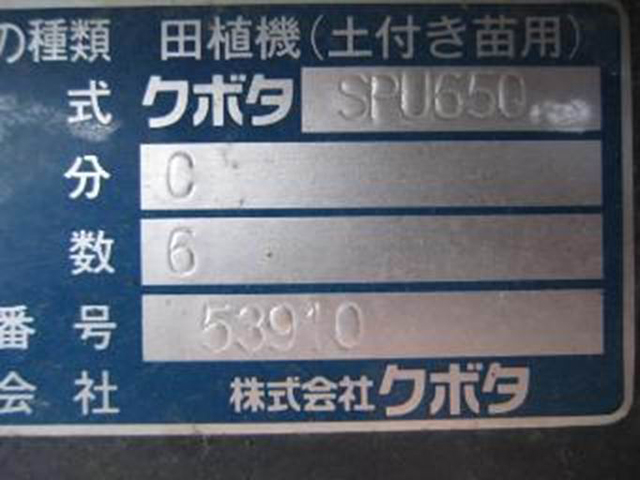 の種類 田植機(土付き苗用)
式 クボタ SPU650
分 C
数 6
番号 53910
会社 株式会社クボタ